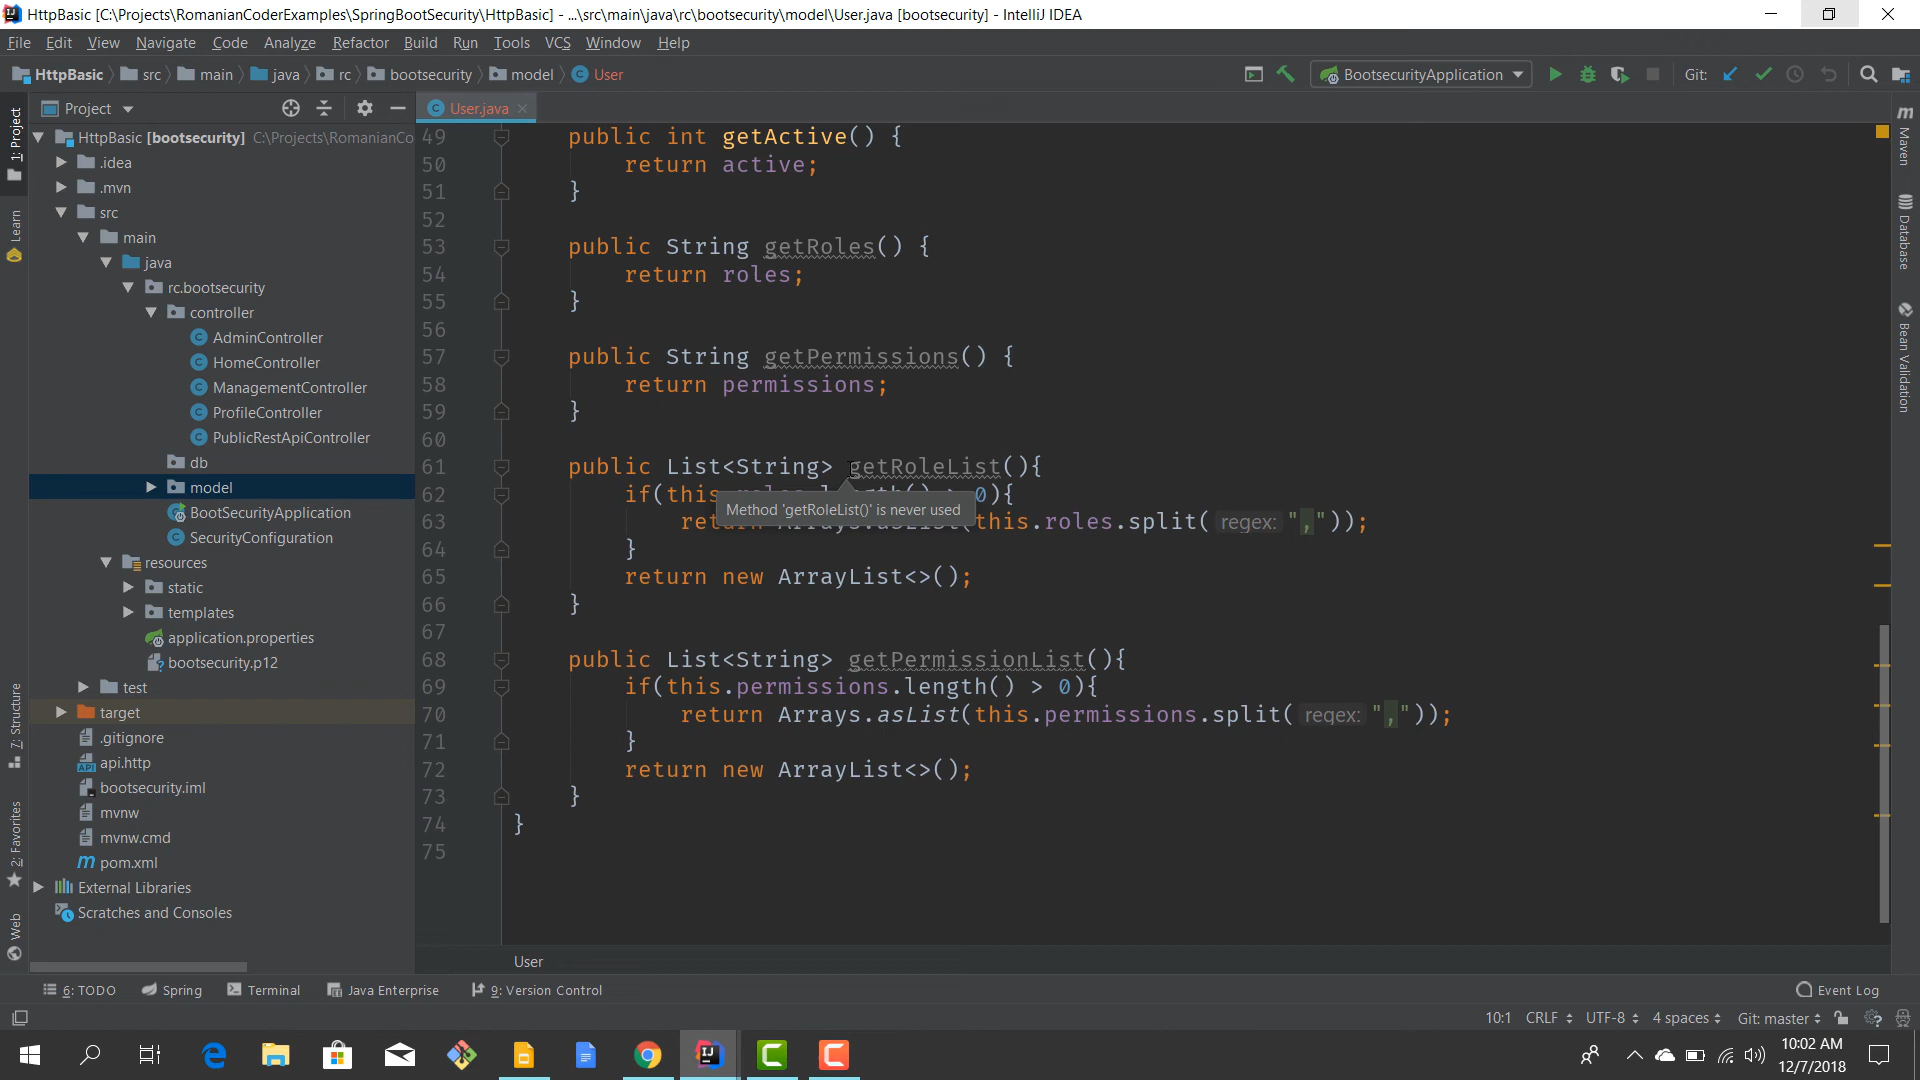 HttpBasic [C:\Projects\RomanianCoderExamples\SpringBootSecurity\HttpBasic] - ...\src\main\java\rc\bootsecurity\model\User.java [bootsecurity] - IntelliJ IDEA
File Edit View Navigate Code Analyze Refactor Build Run Tools VCS Window Help
HttpBasic src main java rc bootsecurity model User
BootsecurityApplication Git:
Project
User.java
1: Project
Learn
7: Structure
2: Favorites
Web
HttpBasic [bootsecurity] C:\Projects\RomanianCo
.idea
.mvn
src
main
java
rc.bootsecurity
controller
AdminController
HomeController
ManagementController
ProfileController
PublicRestApiController
db
model
BootSecurityApplication
SecurityConfiguration
resources
static
templates
application.properties
bootsecurity.p12
test
target
.gitignore
api.http
bootsecurity.iml
mvnw
mvnw.cmd
pom.xml
External Libraries
Scratches and Consoles
49 public int getActive() {
50 return active;
51 }
52
53 public String getRoles() {
54 return roles;
55 }
56
57 public String getPermissions() {
58 return permissions;
59 }
60
61 public List<String> getRoleList(){
62 if(this 0){
Method 'getRoleList()' is never used
63 (this.roles.split( regex: ","));
64 }
65 return new ArrayList<>();
66 }
67
68 public List<String> getPermissionList(){
69 if(this.permissions.length() > 0){
70 return Arrays.asList(this.permissions.split( regex: ","));
71 }
72 return new ArrayList<>();
73 }
74 }
75
User
Maven
Database
Bean Validation
6: TODO Spring Terminal Java Enterprise 9: Version Control Event Log
10:1 CRLF UTF-8 4 spaces Git: master
10:02 AM
12/7/2018